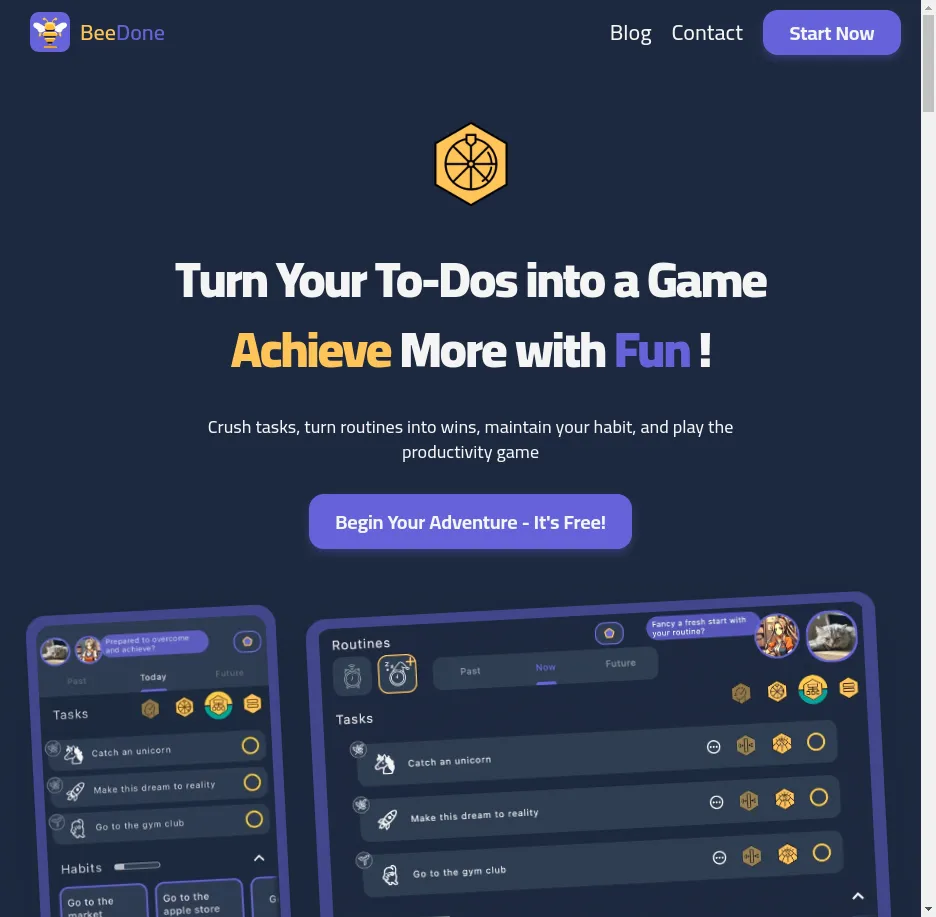 BeeDone
Blog
Contact
Start Now
Turn Your To-Dos into a Game
Achieve More with Fun !
Crush tasks, turn routines into wins, maintain your habit, and play the
productivity game
Begin Your Adventure - It's Free!
Prepared to overcome
and achieve?
Past
Today
Future
Tasks
Catch an unicorn
Make this dream to reality
Go to the gym club
Habits
Go to the
market
Go to the
apple store
G
Routines
Fancy a fresh start with
your routine?
Past
Now
Future
Tasks
Catch an unicorn
Make this dream to reality
Go to the gym club